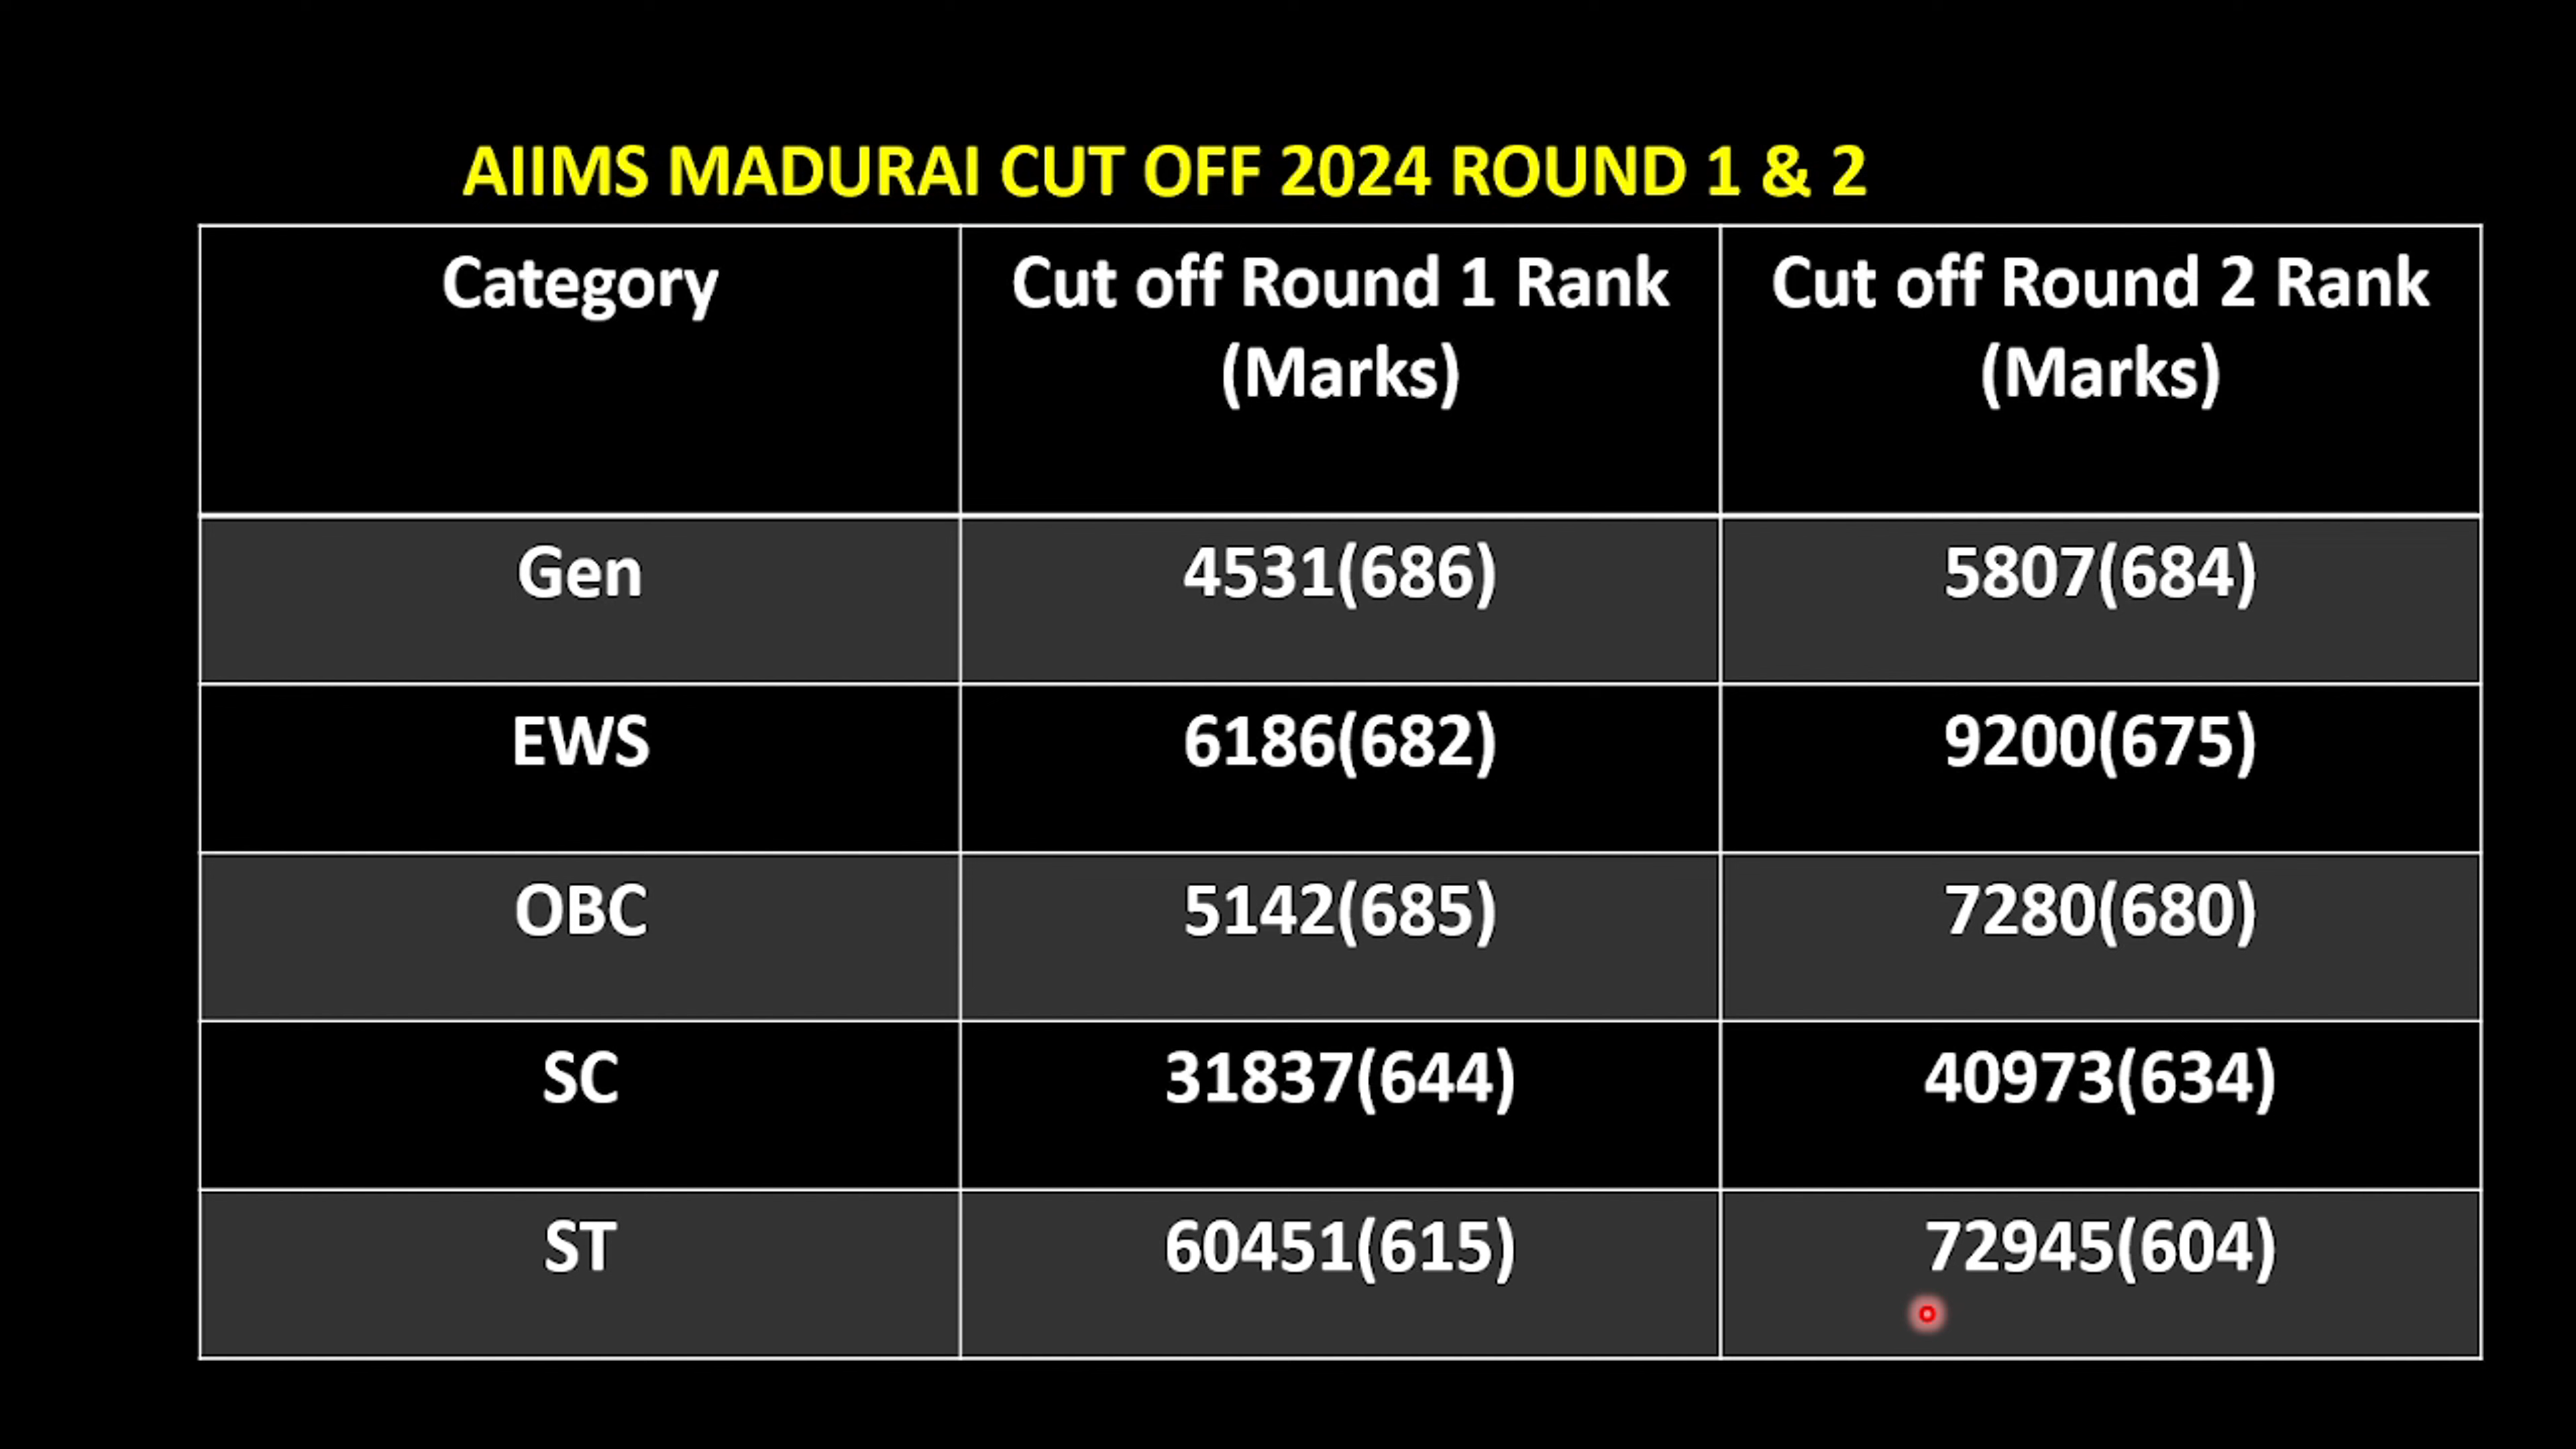 AIIMS MADURAI CUT OFF 2024 ROUND 1 & 2
Category
Cut off Round 1 Rank
(Marks)
Cut off Round 2 Rank
(Marks)
Gen
4531(686)
5807(684)
EWS
6186(682)
9200(675)
OBC
5142(685)
7280(680)
SC
31837(644)
40973(634)
ST
60451(615)
72945(604)